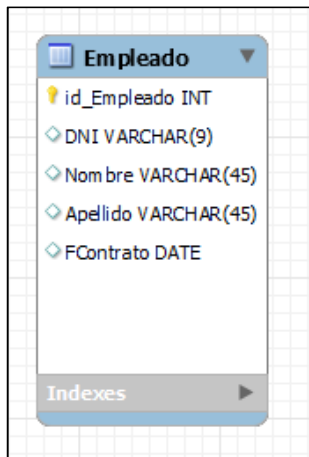 Empleado
id_Empleado INT
DNI VARCHAR(9)
Nombre VARCHAR(45)
Apellido VARCHAR(45)
FContrato DATE
Indexes